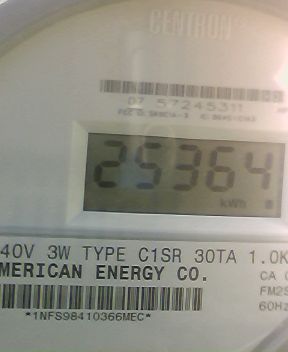 CENTRON
07 57245311
25364
kWh
40V 3W TYPE C1SR 30TA 1.0K
MERICAN ENERGY CO.
CA
FM2S
60Hz
*1NFS98410366MEC*